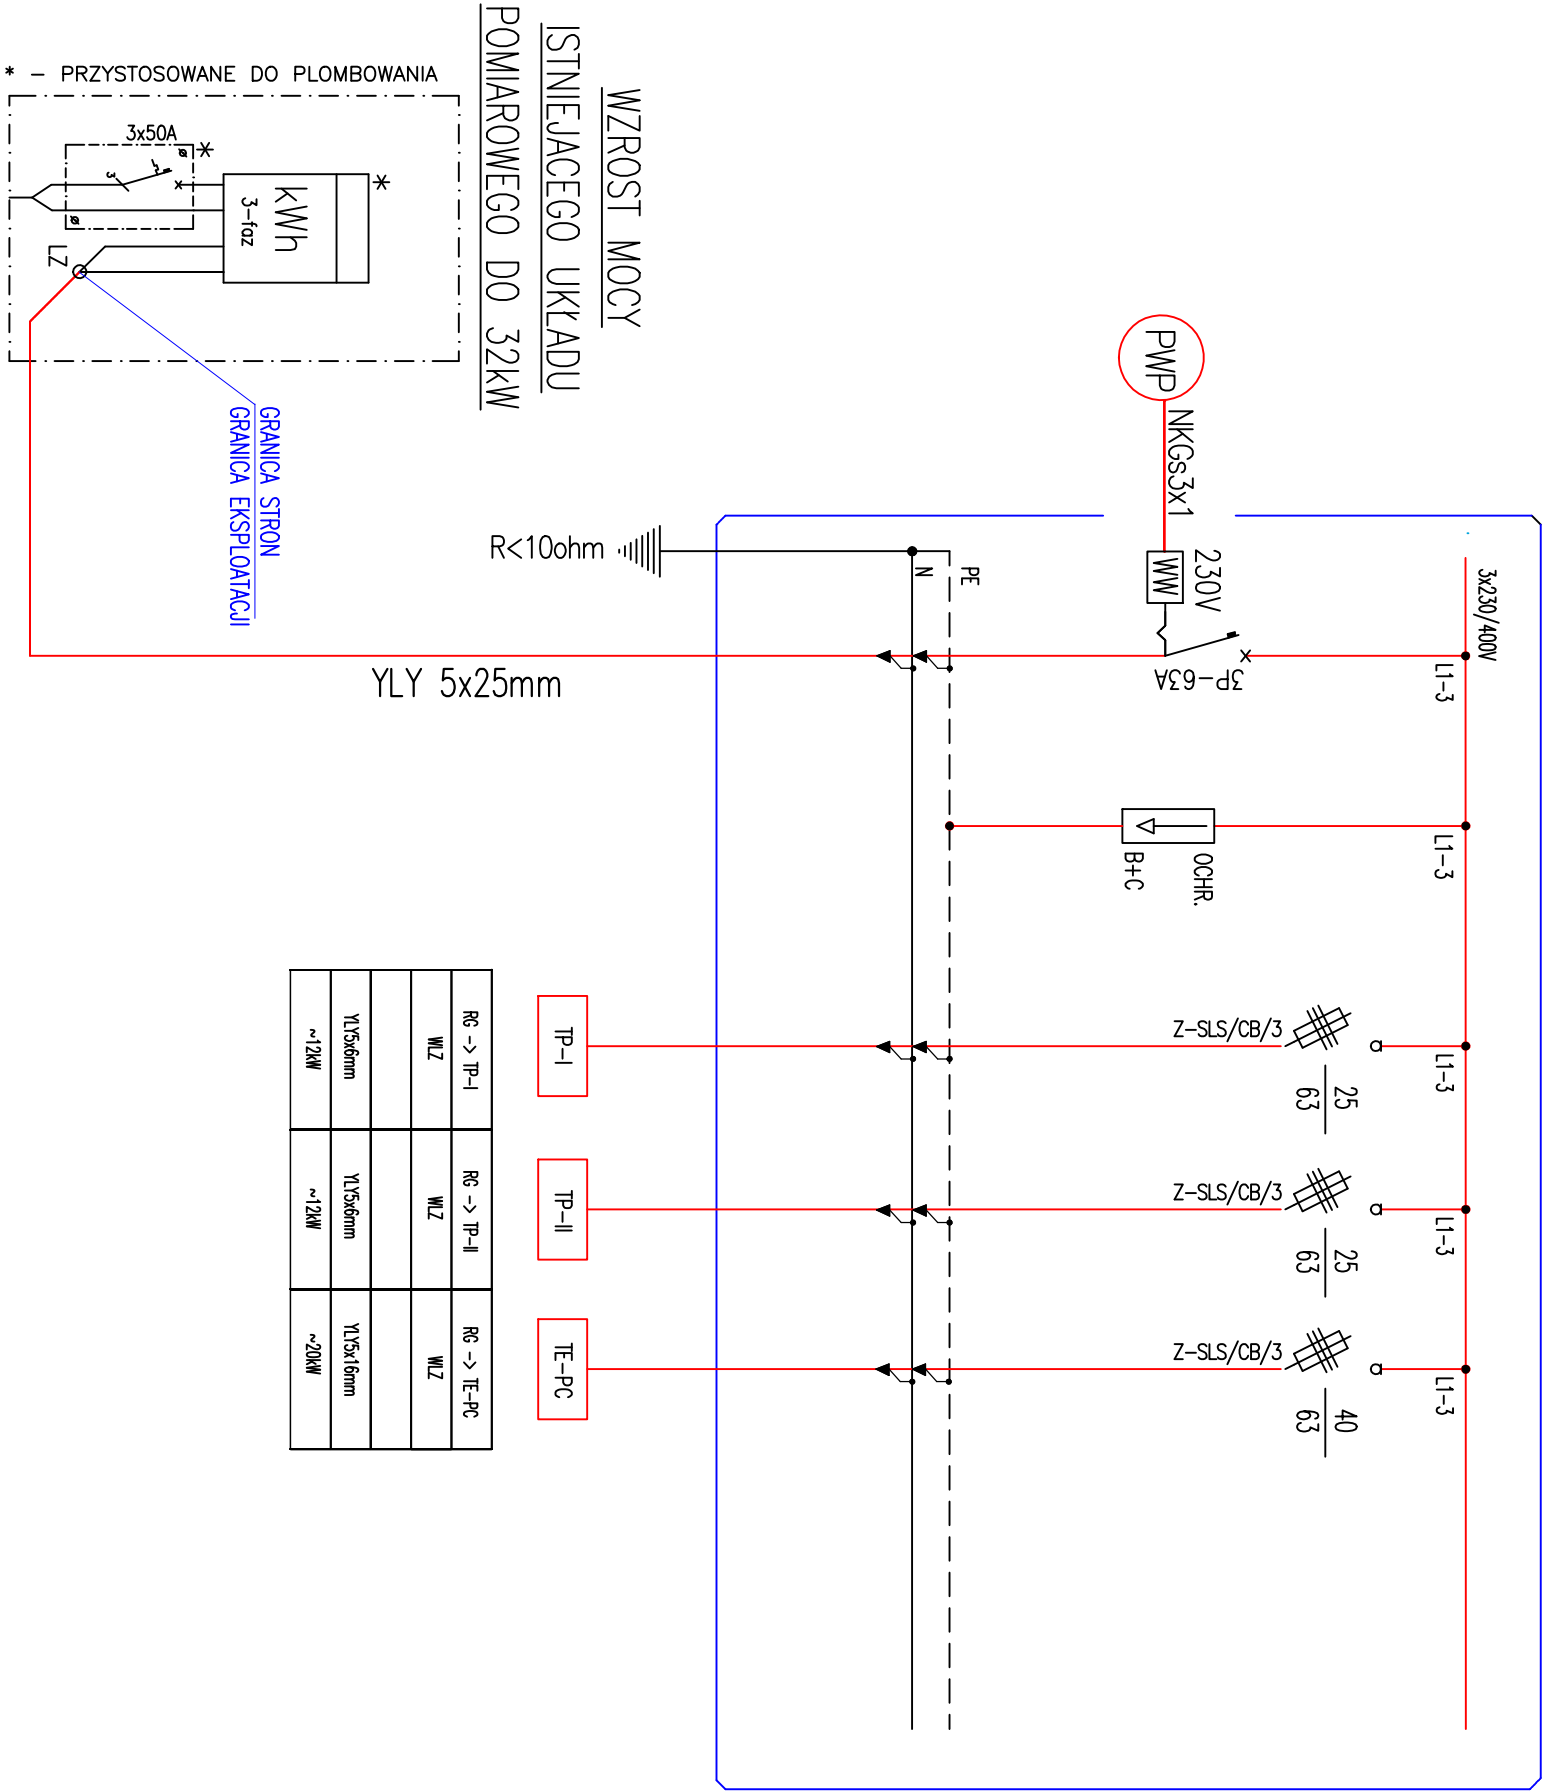 WZROST MOCY
ISTNIEJACEGO UKŁADU
POMIAROWEGO DO 32kW
* – PRZYSTOSOWANE DO PLOMBOWANIA
3x50A
*
*
kWh
3-faz
3
LZ
GRANICA STRON
GRANICA EKSPLOATACJI
YLY 5x25mm
R<10ohm
PWP
NKGs3x1
230V
WW
3P-63A
3x230/400V
N
PE
L1-3
L1-3
L1-3
L1-3
L1-3
OCHR.
B+C
Z-SLS/CB/3
25
63
Z-SLS/CB/3
25
63
Z-SLS/CB/3
40
63
TP-I
TP-II
TE-PC
RG -> TP-I
RG -> TP-II
RG -> TE-PC
WLZ
WLZ
WLZ
YLY5x6mm
YLY5x6mm
YLY5x16mm
~12kW
~12kW
~20kW